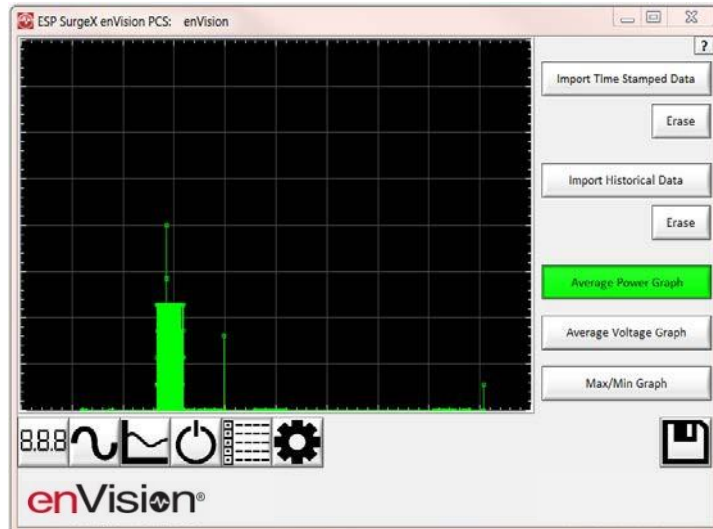 ESP SurgeX enVision PCS: enVision
?
Import Time Stamped Data
Erase
Import Historical Data
Erase
Average Power Graph
Average Voltage Graph
Max/Min Graph
8.8.8
enVision®